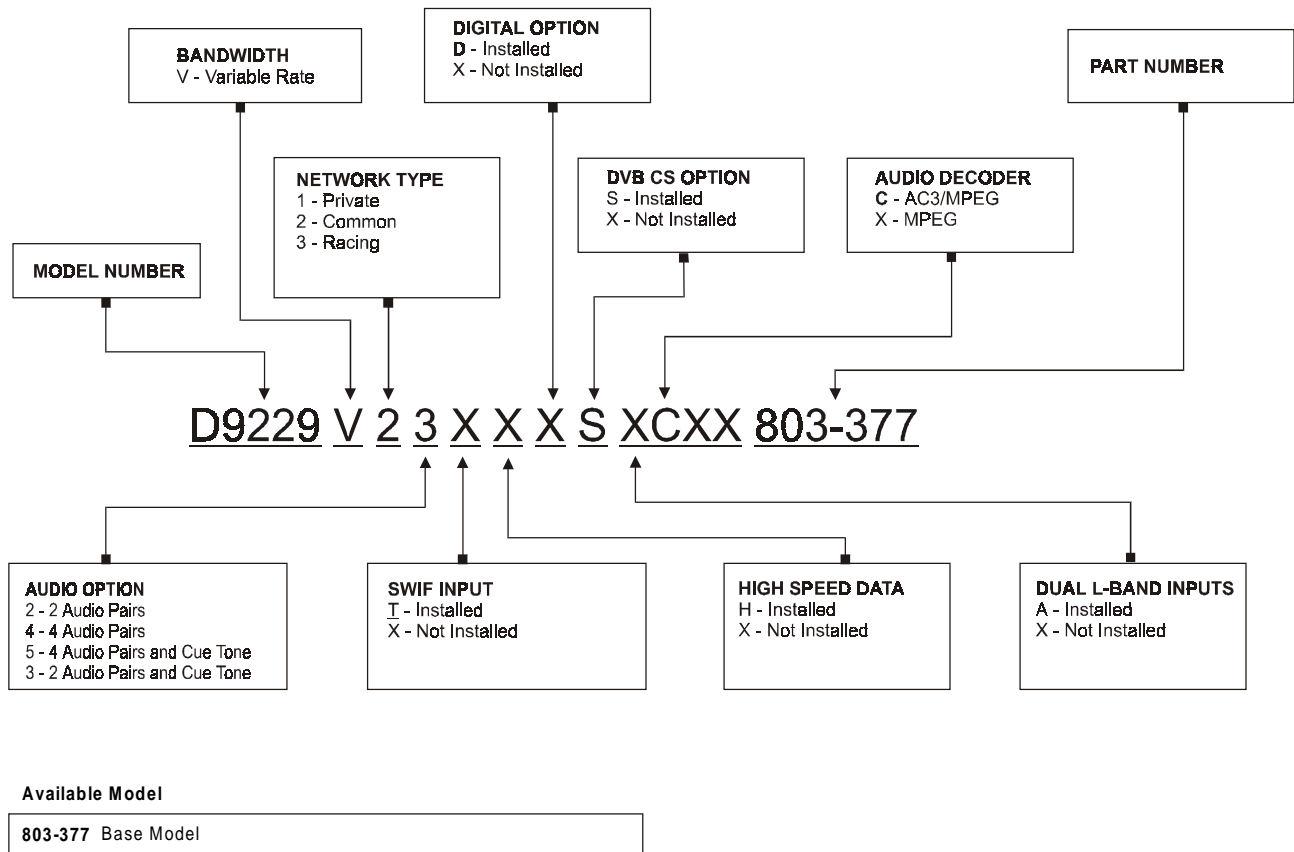 BANDWIDTH
V - Variable Rate
DIGITAL OPTION
D - Installed
X - Not Installed
PART NUMBER
NETWORK TYPE
1 - Private
2 - Common
3 - Racing
DVB CS OPTION
S - Installed
X - Not Installed
AUDIO DECODER
C - AC3/MPEG
X - MPEG
MODEL NUMBER
D9229 V 2 3 X X X S XCXX 803-377
AUDIO OPTION
2 - 2 Audio Pairs
4 - 4 Audio Pairs
5 - 4 Audio Pairs and Cue Tone
3 - 2 Audio Pairs and Cue Tone
SWIF INPUT
T - Installed
X - Not Installed
HIGH SPEED DATA
H - Installed
X - Not Installed
DUAL L-BAND INPUTS
A - Installed
X - Not Installed
Available Model
803-377 Base Model